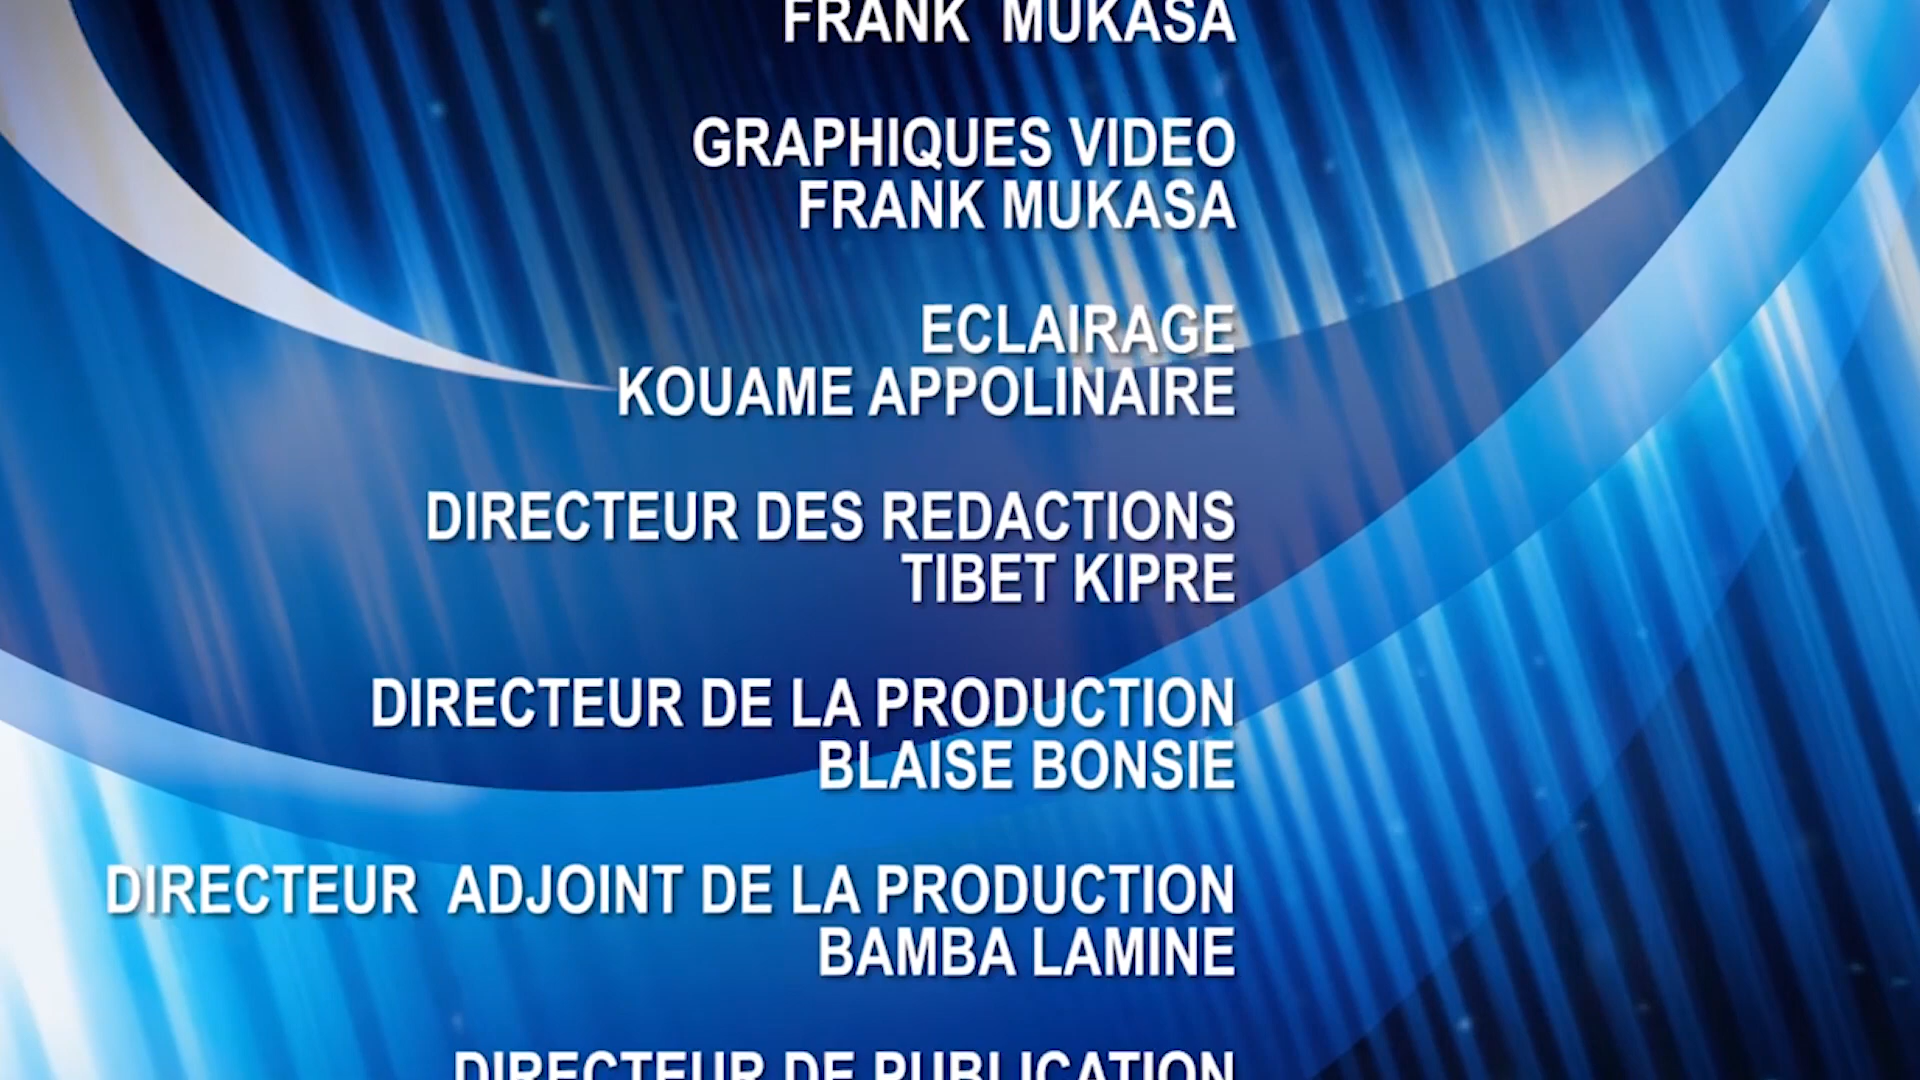 FRANK  MUKASA
GRAPHIQUES VIDEO
FRANK MUKASA
ECLAIRAGE
KOUAME APPOLINAIRE
DIRECTEUR DES REDACTIONS
TIBET KIPRE
DIRECTEUR DE LA PRODUCTION
BLAISE BONSIE
DIRECTEUR  ADJOINT DE LA PRODUCTION
BAMBA LAMINE
DIRECTEUR DE PUBLICATION